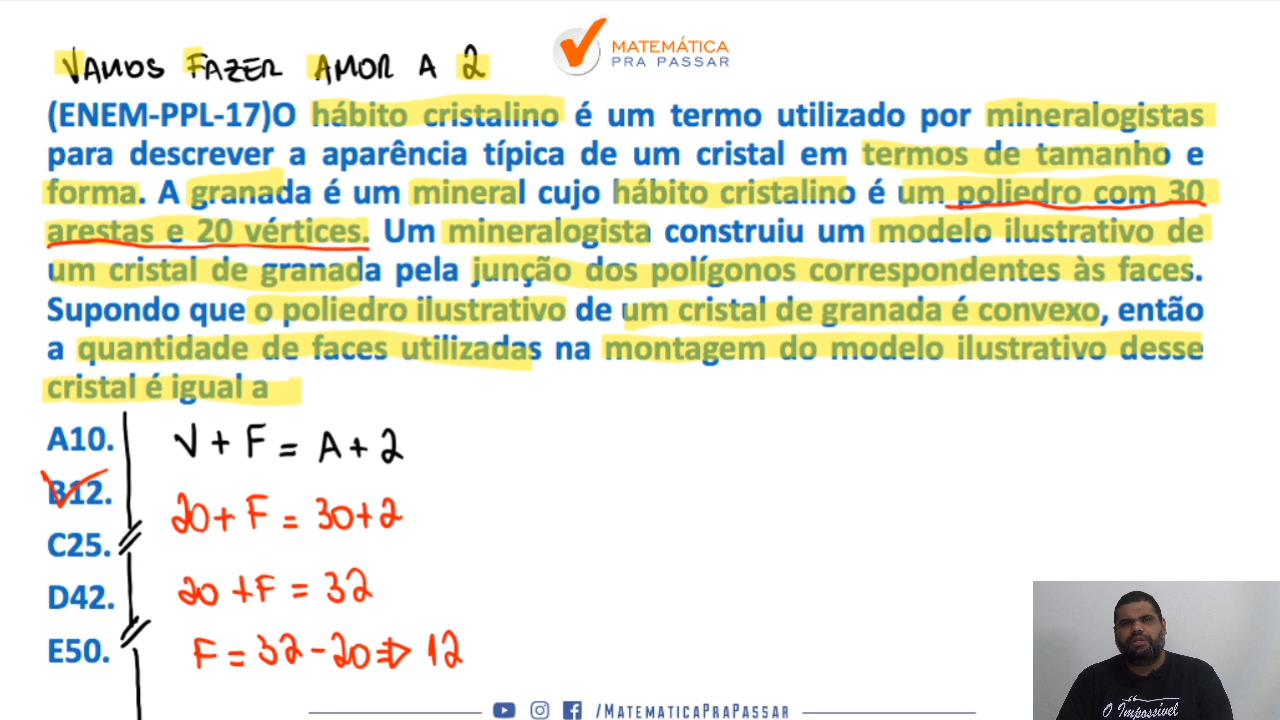 MATEMÁTICA
PRA PASSAR
VAMOS FAZER AMOR A 2
(ENEM-PPL-17)O hábito cristalino é um termo utilizado por mineralogistas
para descrever a aparência típica de um cristal em termos de tamanho e
forma. A granada é um mineral cujo hábito cristalino é um poliedro com 30
arestas e 20 vértices. Um mineralogista construiu um modelo ilustrativo de
um cristal de granada pela junção dos polígonos correspondentes às faces.
Supondo que o poliedro ilustrativo de um cristal de granada é convexo, então
a quantidade de faces utilizadas na montagem do modelo ilustrativo desse
cristal é igual a
A10.
B12.
C25.
D42.
E50.
V + F = A + 2
20 + F = 30 + 2
20 + F = 32
F = 32 - 20 ⇒ 12
O Impossível
/MATEMATICAPRAPASSAR